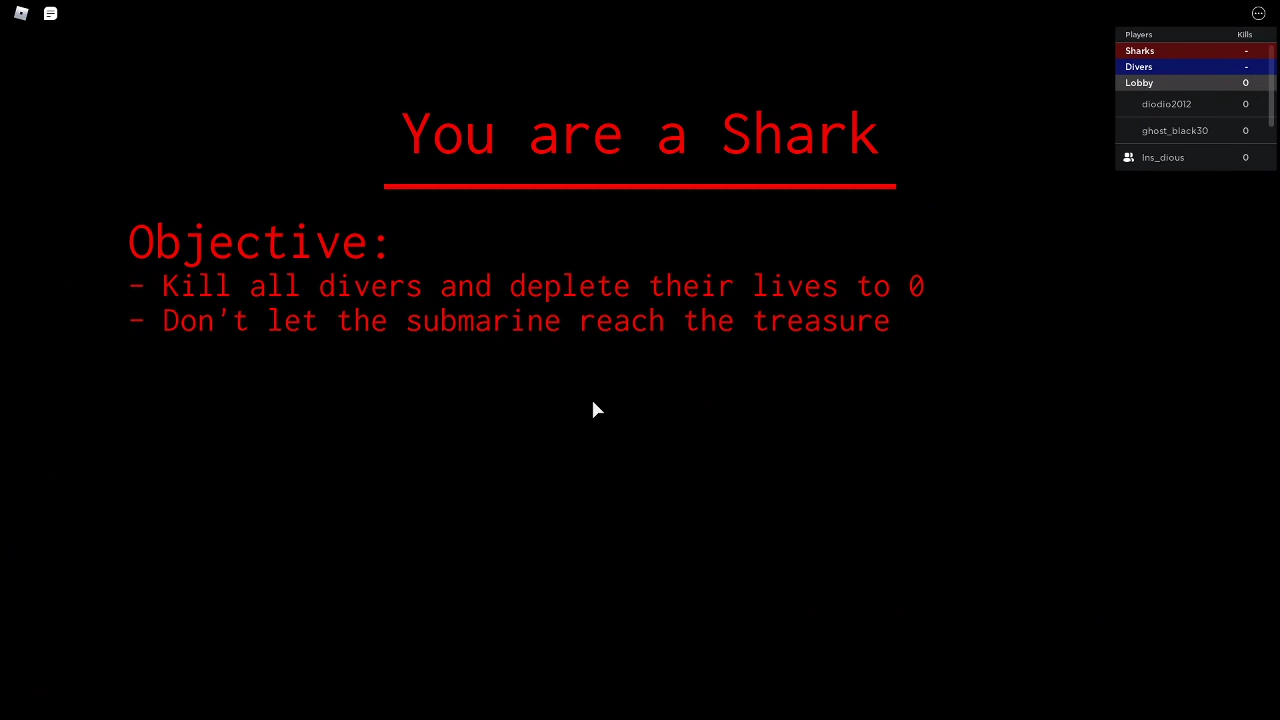 Players Kills
Sharks -
Divers -
Lobby 0
diodio2012 0
ghost_black30 0
Ins_dious 0
You are a Shark
Objective:
- Kill all divers and deplete their lives to 0
- Don't let the submarine reach the treasure